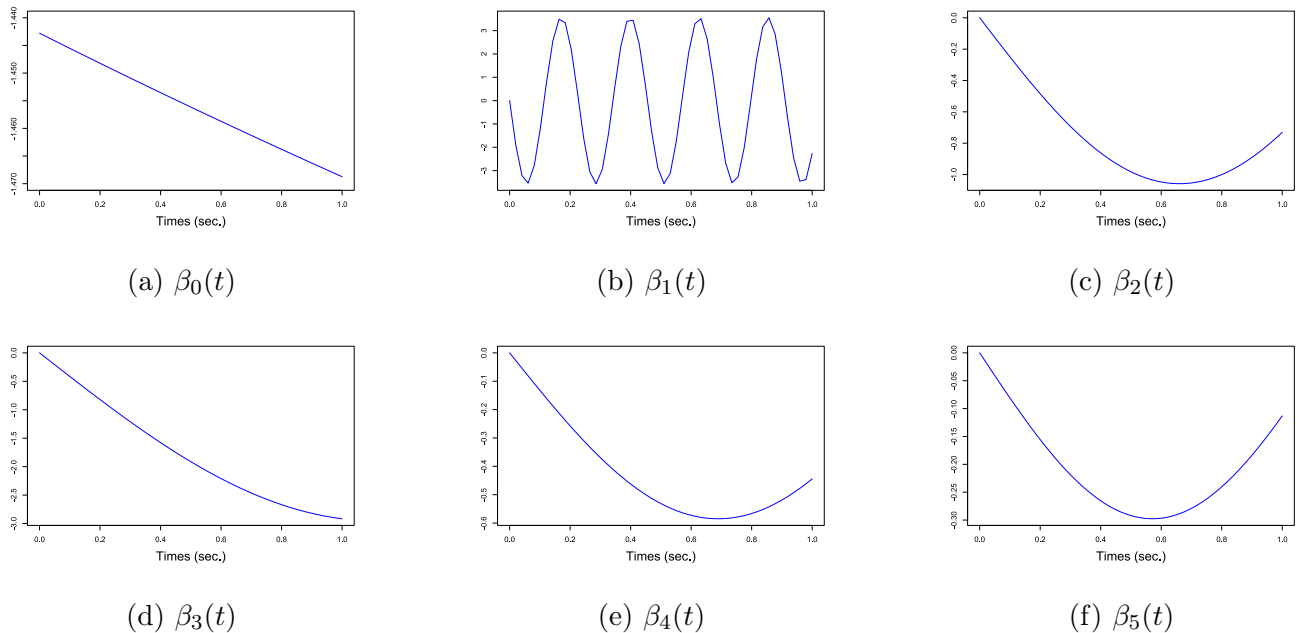 -1.440
-1.450
-1.460
-1.470
0.0 0.2 0.4 0.6 0.8 1.0
Times (sec.)
(a) β₀(t)
3
2
1
0
-1
-2
-3
0.0 0.2 0.4 0.6 0.8 1.0
Times (sec.)
(b) β₁(t)
0.0
-0.2
-0.4
-0.6
-0.8
-1.0
0.0 0.2 0.4 0.6 0.8 1.0
Times (sec.)
(c) β₂(t)
0.0
-0.5
-1.0
-1.5
-2.0
-2.5
-3.0
0.0 0.2 0.4 0.6 0.8 1.0
Times (sec.)
(d) β₃(t)
0.0
-0.1
-0.2
-0.3
-0.4
-0.5
-0.6
0.0 0.2 0.4 0.6 0.8 1.0
Times (sec.)
(e) β₄(t)
0.00
-0.05
-0.10
-0.15
-0.20
-0.25
-0.30
0.0 0.2 0.4 0.6 0.8 1.0
Times (sec.)
(f) β₅(t)